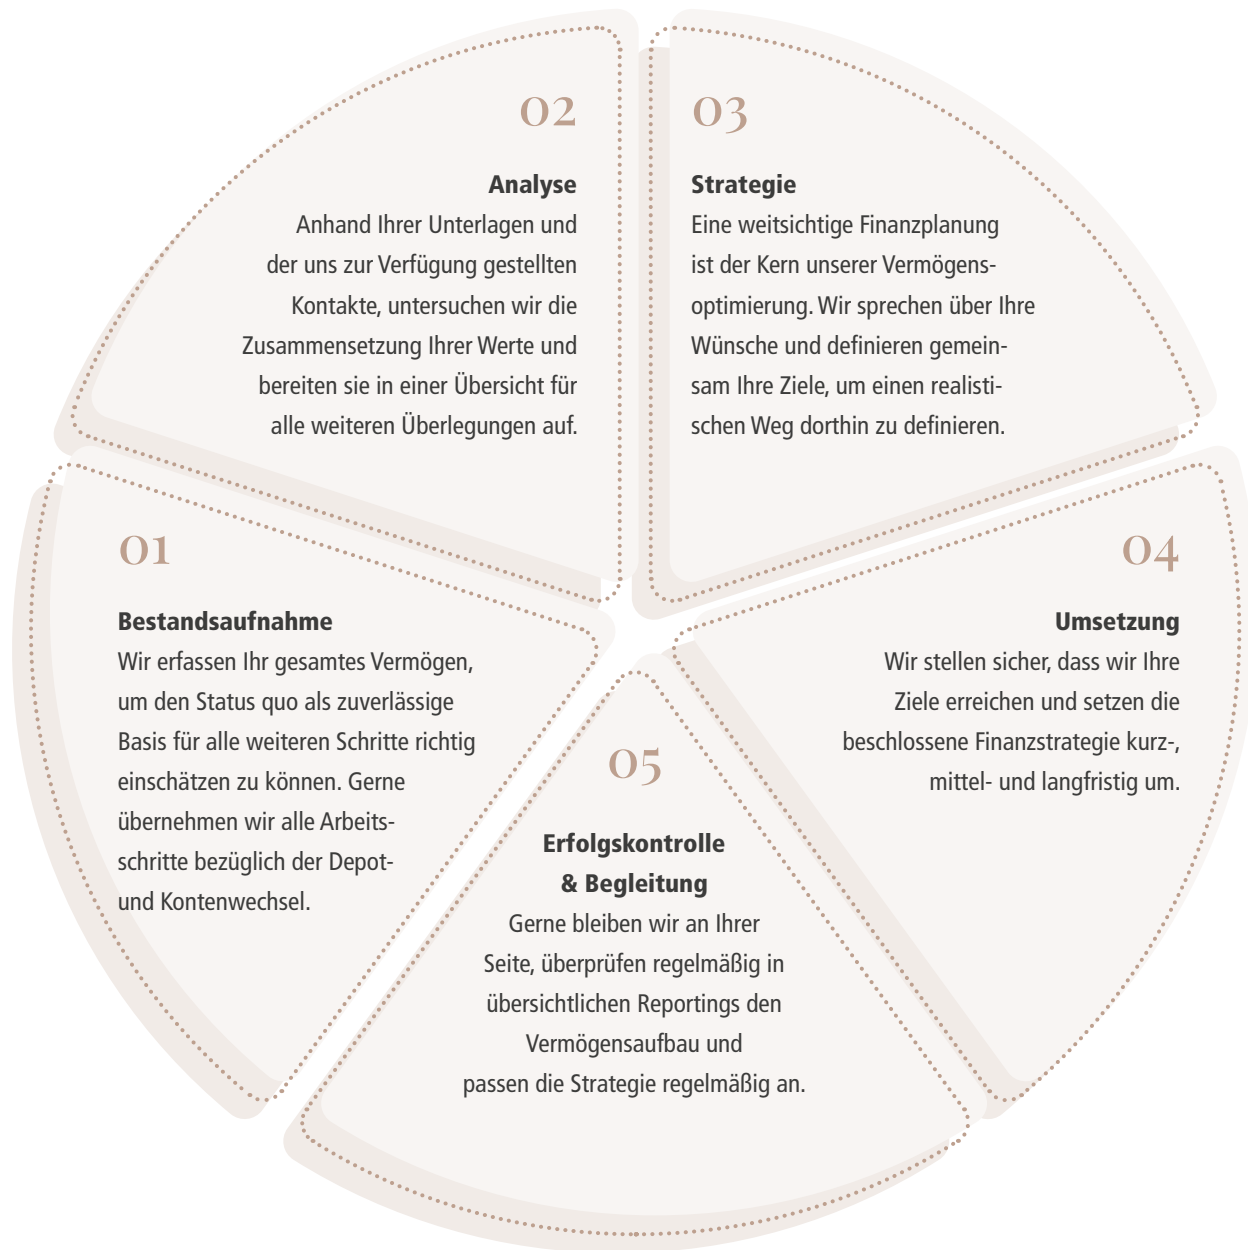 01
Bestandsaufnahme
Wir erfassen Ihr gesamtes Vermögen,
um den Status quo als zuverlässige
Basis für alle weiteren Schritte richtig
einschätzen zu können. Gerne
übernehmen wir alle Arbeits-
schritte bezüglich der Depot-
und Kontenwechsel.
02
Analyse
Anhand Ihrer Unterlagen und
der uns zur Verfügung gestellten
Kontakte, untersuchen wir die
Zusammensetzung Ihrer Werte und
bereiten sie in einer Übersicht für
alle weiteren Überlegungen auf.
03
Strategie
Eine weitsichtige Finanzplanung
ist der Kern unserer Vermögens-
optimierung. Wir sprechen über Ihre
Wünsche und definieren gemein-
sam Ihre Ziele, um einen realisti-
schen Weg dorthin zu definieren.
04
Umsetzung
Wir stellen sicher, dass wir Ihre
Ziele erreichen und setzen die
beschlossene Finanzstrategie kurz-,
mittel- und langfristig um.
05
Erfolgskontrolle
& Begleitung
Gerne bleiben wir an Ihrer
Seite, überprüfen regelmäßig in
übersichtlichen Reportings den
Vermögensaufbau und
passen die Strategie regelmäßig an.